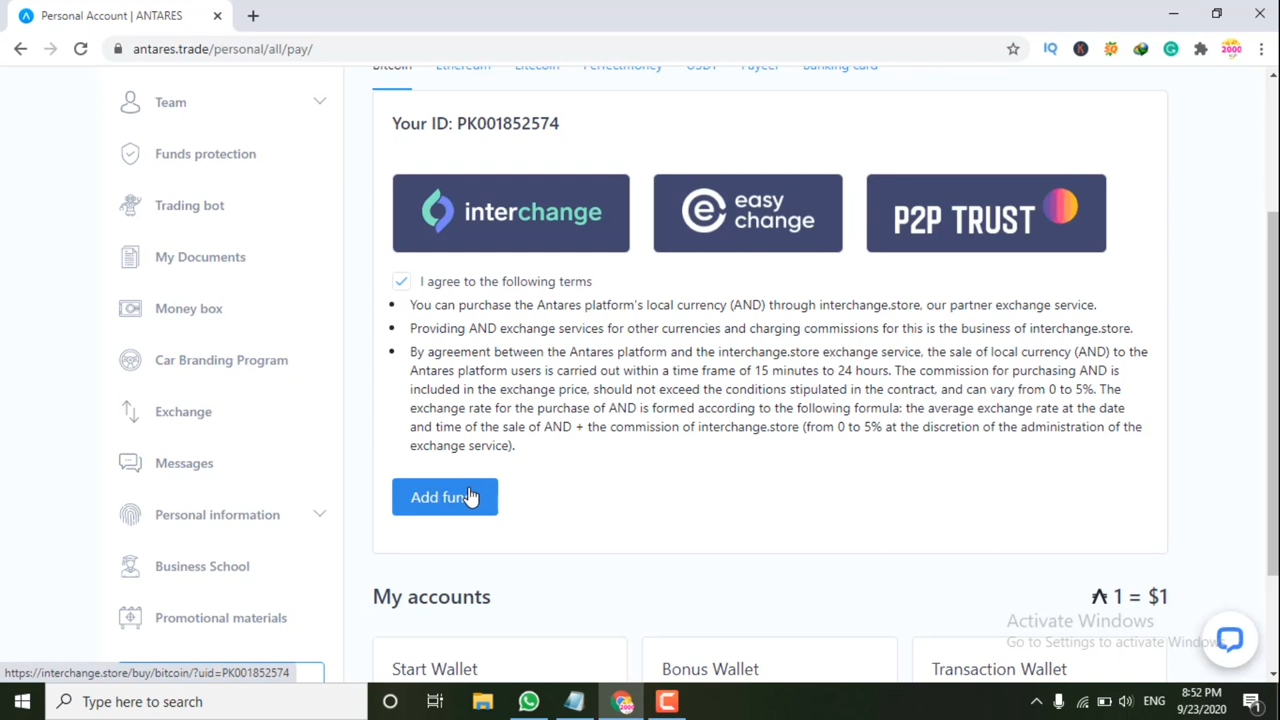 Personal Account | ANTARES
antares.trade/personal/all/pay/
2000
Bitcoin Ethereum Litecoin Perfectmoney USDT Payeer Banking card
Team
Funds protection
Trading bot
My Documents
Money box
Car Branding Program
Exchange
Messages
Personal information
Business School
Promotional materials
Your ID: PK001852574
interchange
easy
change
P2P TRUST
I agree to the following terms
You can purchase the Antares platform's local currency (AND) through interchange.store, our partner exchange service.
Providing AND exchange services for other currencies and charging commissions for this is the business of interchange.store.
By agreement between the Antares platform and the interchange.store exchange service, the sale of local currency (AND) to the
Antares platform users is carried out within a time frame of 15 minutes to 24 hours. The commission for purchasing AND is
included in the exchange price, should not exceed the conditions stipulated in the contract, and can vary from 0 to 5%. The
exchange rate for the purchase of AND is formed according to the following formula: the average exchange rate at the date
and time of the sale of AND + the commission of interchange.store (from 0 to 5% at the discretion of the administration of the
exchange service).
Add fun
My accounts
1 = $1
Activate Windows
Go to Settings to activate Windows
Start Wallet
Bonus Wallet
Transaction Wallet
https://interchange.store/buy/bitcoin/?uid=PK001852574
Type here to search
ENG
8:52 PM
9/23/2020